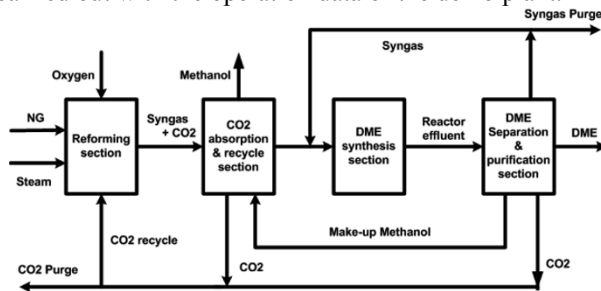 Syngas Purge
Syngas
Oxygen
Methanol
NG
Steam
Reforming
section
Syngas
+ CO2
CO2
absorption
& recycle
section
DME
synthesis
section
Reactor
effluent
DME
Separation
&
purification
section
DME
Make-up Methanol
CO2 recycle
CO2
CO2
CO2 Purge